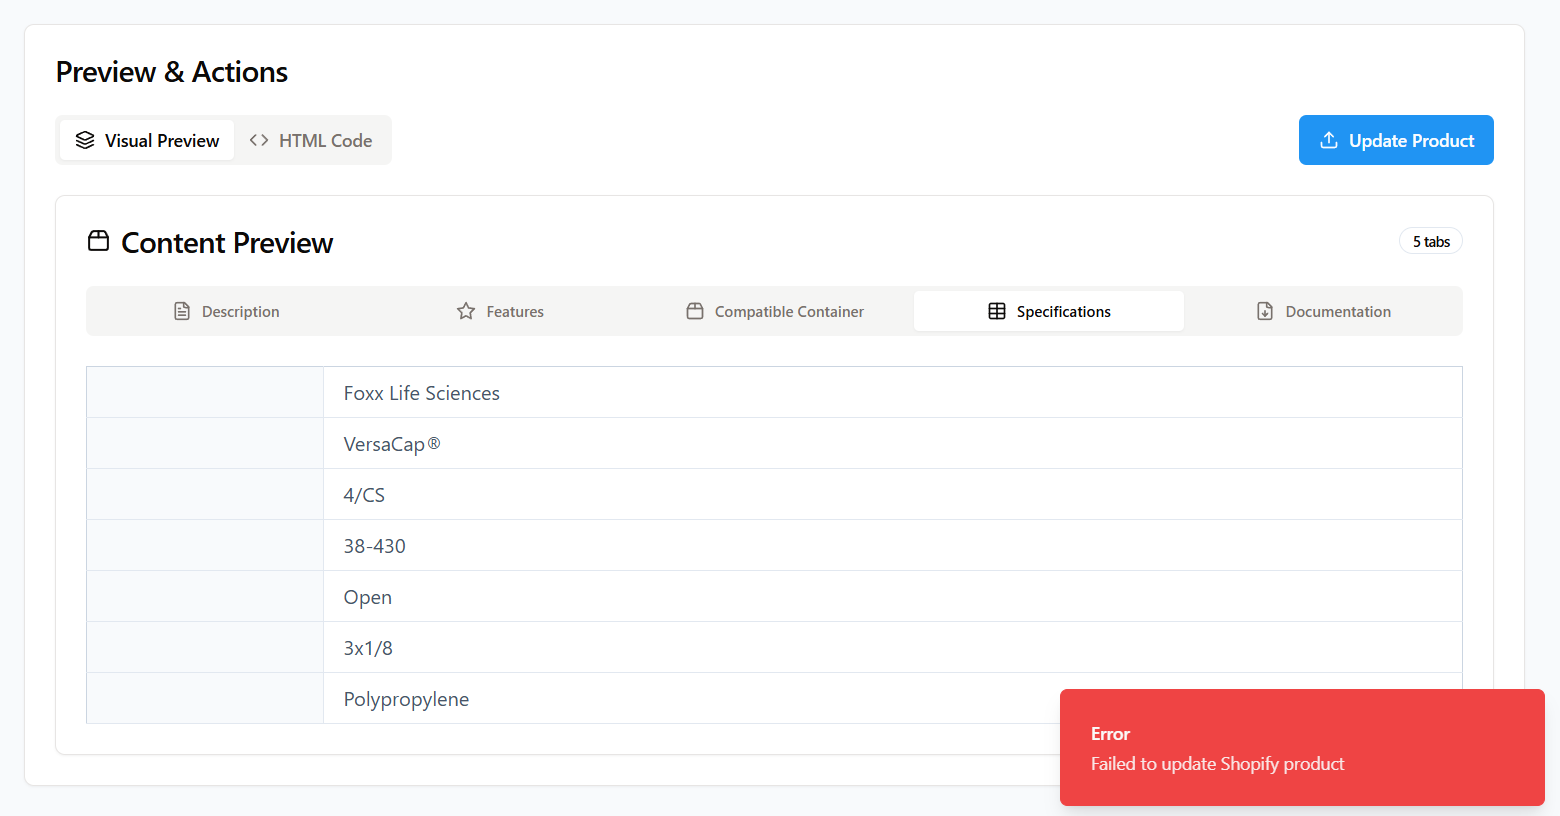 Preview & Actions
Visual Preview
HTML Code
Update Product
Content Preview
5 tabs
Description
Features
Compatible Container
Specifications
Documentation
Foxx Life Sciences
VersaCap®
4/CS
38-430
Open
3x1/8
Polypropylene
Error
Failed to update Shopify product